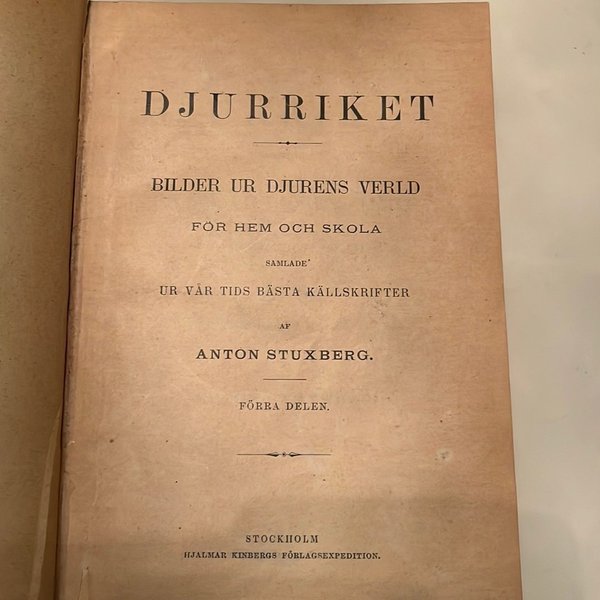 DJURRIKET
BILDER UR DJURENS VERLD
FÖR HEM OCH SKOLA
SAMLADE
UR VÅR TIDS BÄSTA KÄLLSKRIFTER
AF
ANTON STUXBERG.
FÖRRA DELEN.
STOCKHOLM
HJALMAR KINBERGS FÖRLAGSEXPEDITION.